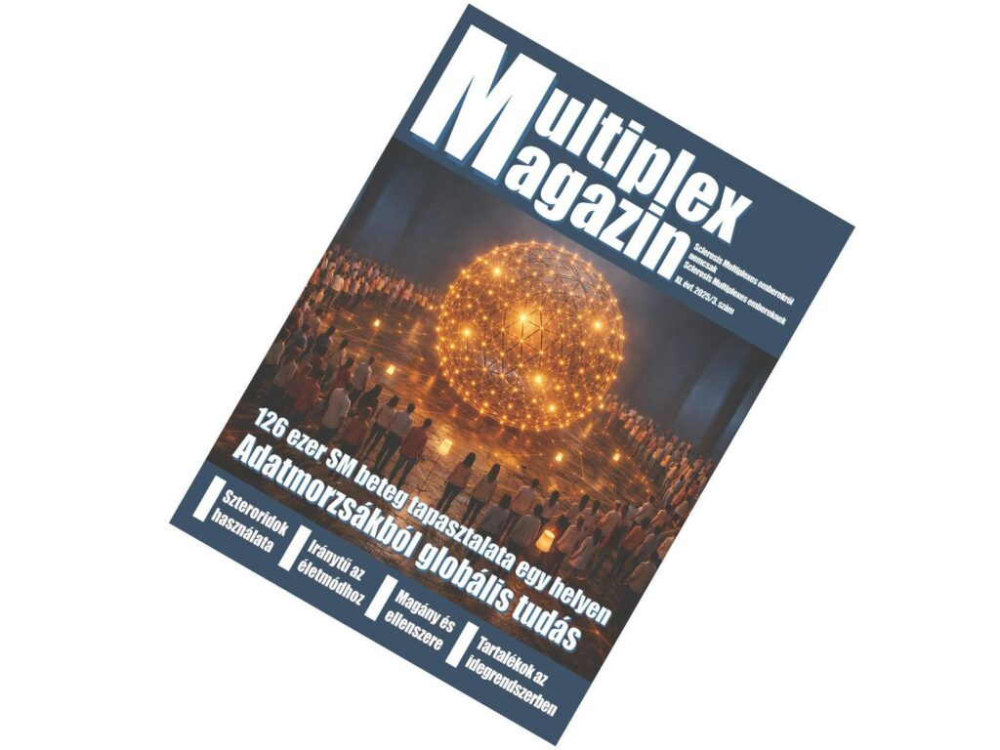 Multiplex
Magazin
Sclerosis Multiplexes emberekről
nemcsak
Sclerosis Multiplexes embereknek
XI. évf. 2025/3. szám
126 ezer SM beteg tapasztalata egy helyen
Adatmorzsákból globális tudás
Szteroridok
használata
Iránytű az
életmódhoz
Magány és
ellenszere
Tartalékok az
idegrendszerben